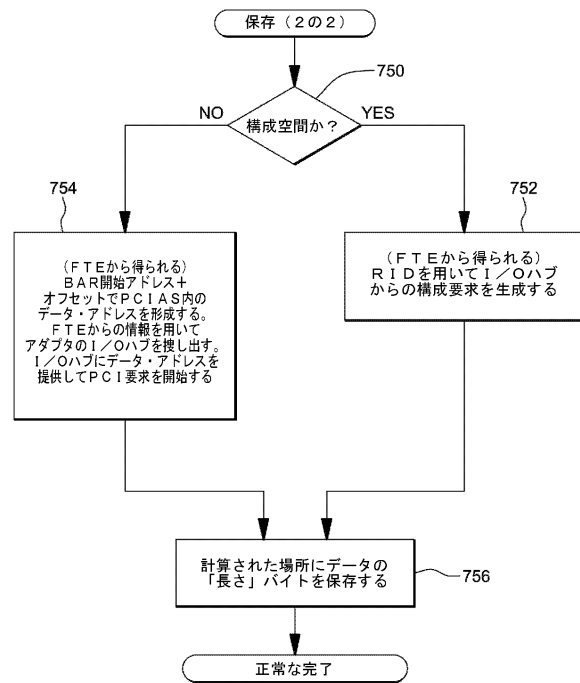 保存（２の２）
750
構成空間か？
NO
YES
754
（ＦＴＥから得られる）
ＢＡＲ開始アドレス＋
オフセットでＰＣＩＡＳ内の
データ・アドレスを形成する。
ＦＴＥからの情報を用いて
アダプタのＩ／Ｏハブを捜し出す。
Ｉ／Ｏハブにデータ・アドレスを
提供してＰＣＩ要求を開始する
752
（ＦＴＥから得られる）
ＲＩＤを用いてＩ／Ｏハブ
からの構成要求を生成する
計算された場所にデータの
「長さ」バイトを保存する
756
正常な完了